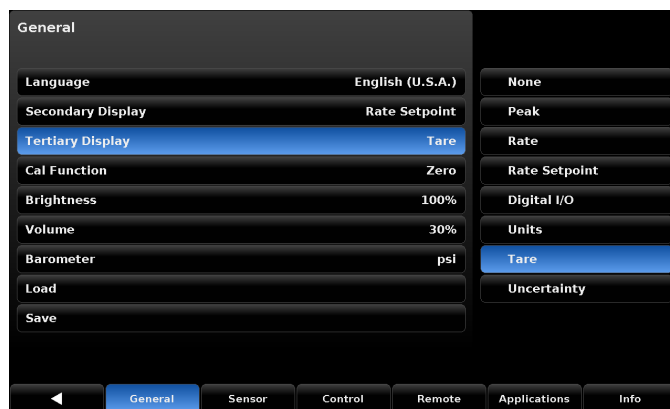 General
Language English (U.S.A.)
Secondary Display Rate Setpoint
Tertiary Display Tare
Cal Function Zero
Brightness 100%
Volume 30%
Barometer psi
Load
Save
None
Peak
Rate
Rate Setpoint
Digital I/O
Units
Tare
Uncertainty
General Sensor Control Remote Applications Info